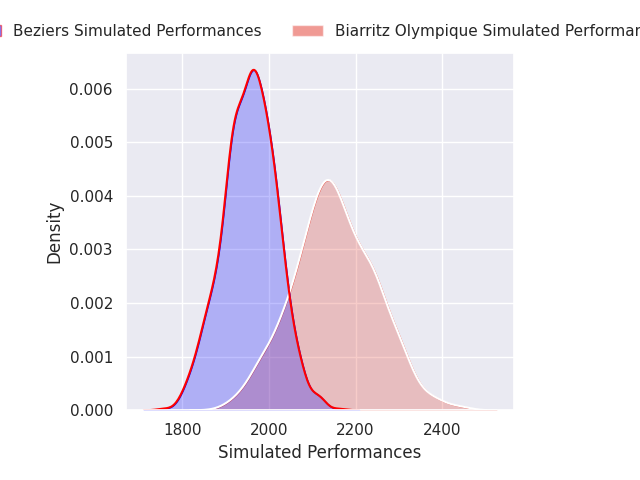 Beziers Simulated Performances
Biarritz Olympique Simulated Performan
0.006
0.005
0.004
0.003
0.002
0.001
0.000
Density
1800
2000
2200
2400
Simulated Performances